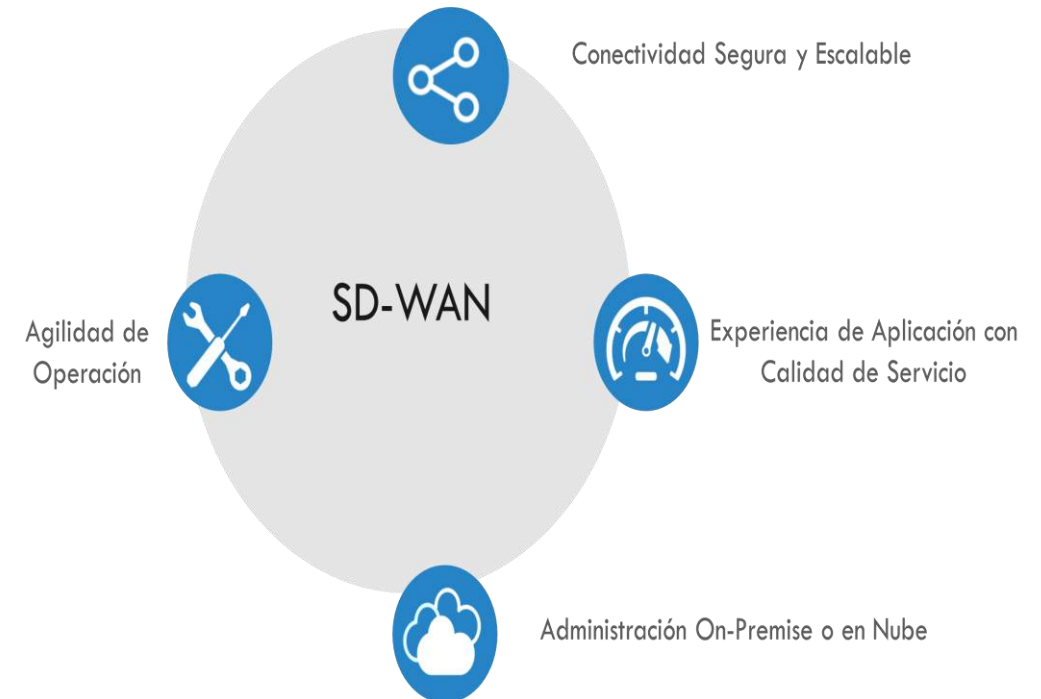 Conectividad Segura y Escalable
SD-WAN
Agilidad de
Operación
Experiencia de Aplicación con
Calidad de Servicio
Administración On-Premise o en Nube